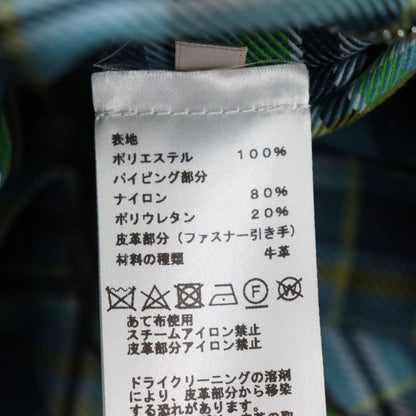 表地
ポリエステル 100%
パイピング部分
ナイロン 80%
ポリウレタン 20%
皮革部分(ファスナー引き手)
材料の種類 牛革
F W
あて布使用
スチームアイロン禁止
皮革部分アイロン禁止
ドライクリーニングの溶剤
により皮革部分から移染
する恐れがあります。